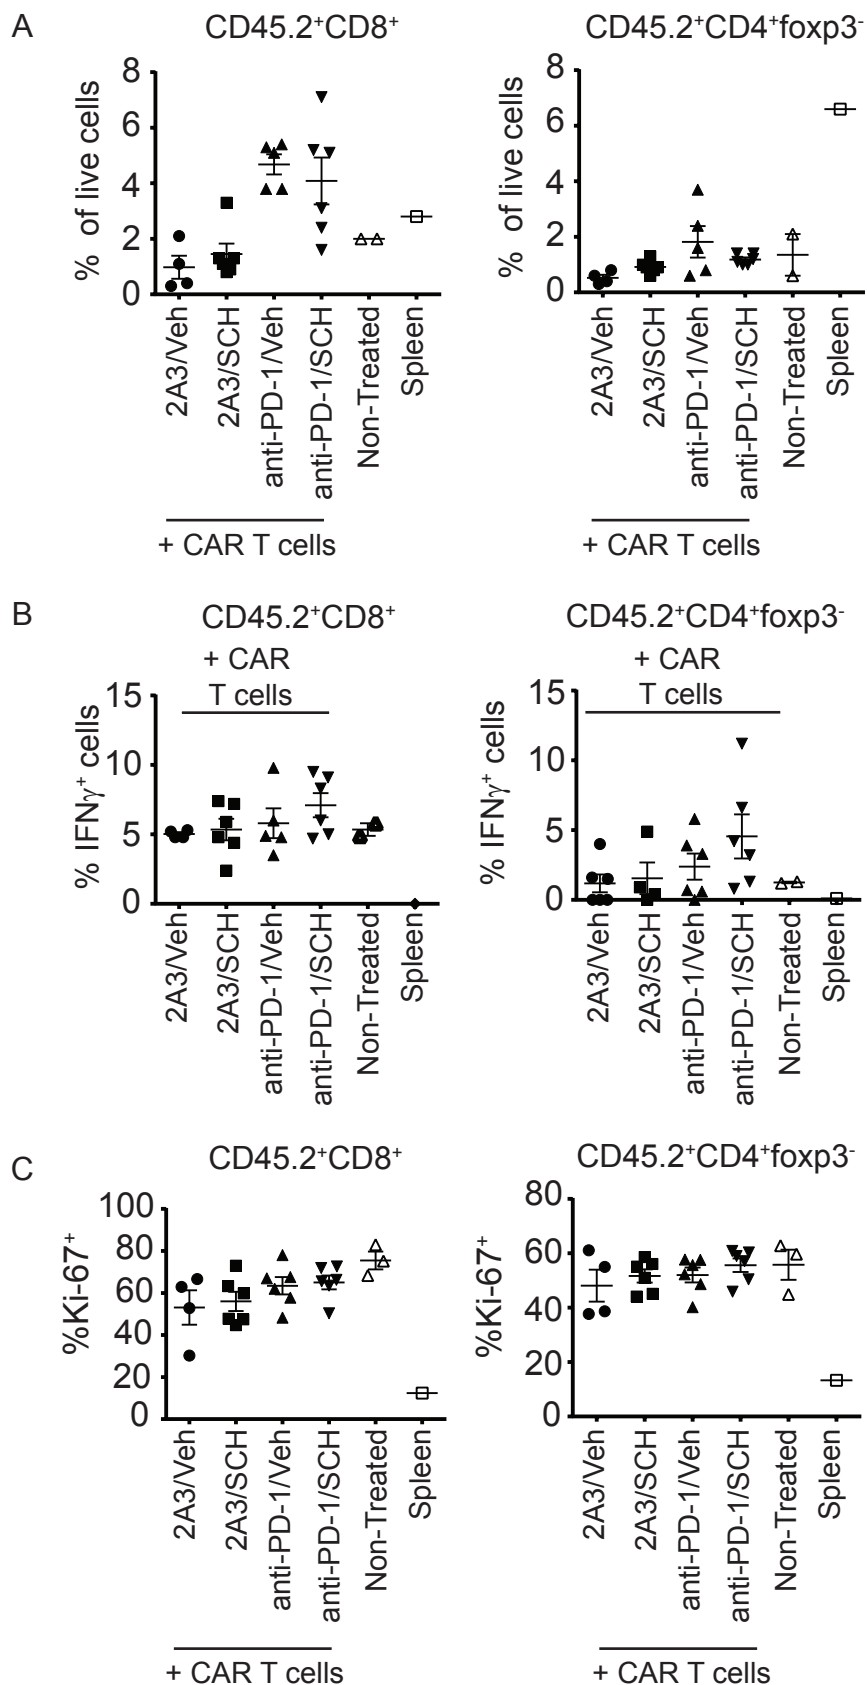 A
CD45.2⁺CD8⁺
CD45.2⁺CD4⁺foxp3⁻
% of live cells
8
6
4
2
0
2A3/Veh
2A3/SCH
anti-PD-1/Veh
anti-PD-1/SCH
Non-Treated
Spleen
+ CAR T cells
% of live cells
8
6
4
2
0
2A3/Veh
2A3/SCH
anti-PD-1/Veh
anti-PD-1/SCH
Non-Treated
Spleen
+ CAR T cells
B
CD45.2⁺CD8⁺
CD45.2⁺CD4⁺foxp3⁻
+ CAR
T cells
% IFNγ⁺ cells
15
10
5
0
2A3/Veh
2A3/SCH
anti-PD-1/Veh
anti-PD-1/SCH
Non-Treated
Spleen
+ CAR
T cells
% IFNγ⁺ cells
15
10
5
0
2A3/Veh
2A3/SCH
anti-PD-1/Veh
anti-PD-1/SCH
Non-Treated
Spleen
C
CD45.2⁺CD8⁺
CD45.2⁺CD4⁺foxp3⁻
%Ki-67⁺
100
80
60
40
20
0
2A3/Veh
2A3/SCH
anti-PD-1/Veh
anti-PD-1/SCH
Non-Treated
Spleen
+ CAR T cells
%Ki-67⁺
80
60
40
20
0
2A3/Veh
2A3/SCH
anti-PD-1/Veh
anti-PD-1/SCH
Non-Treated
Spleen
+ CAR T cells